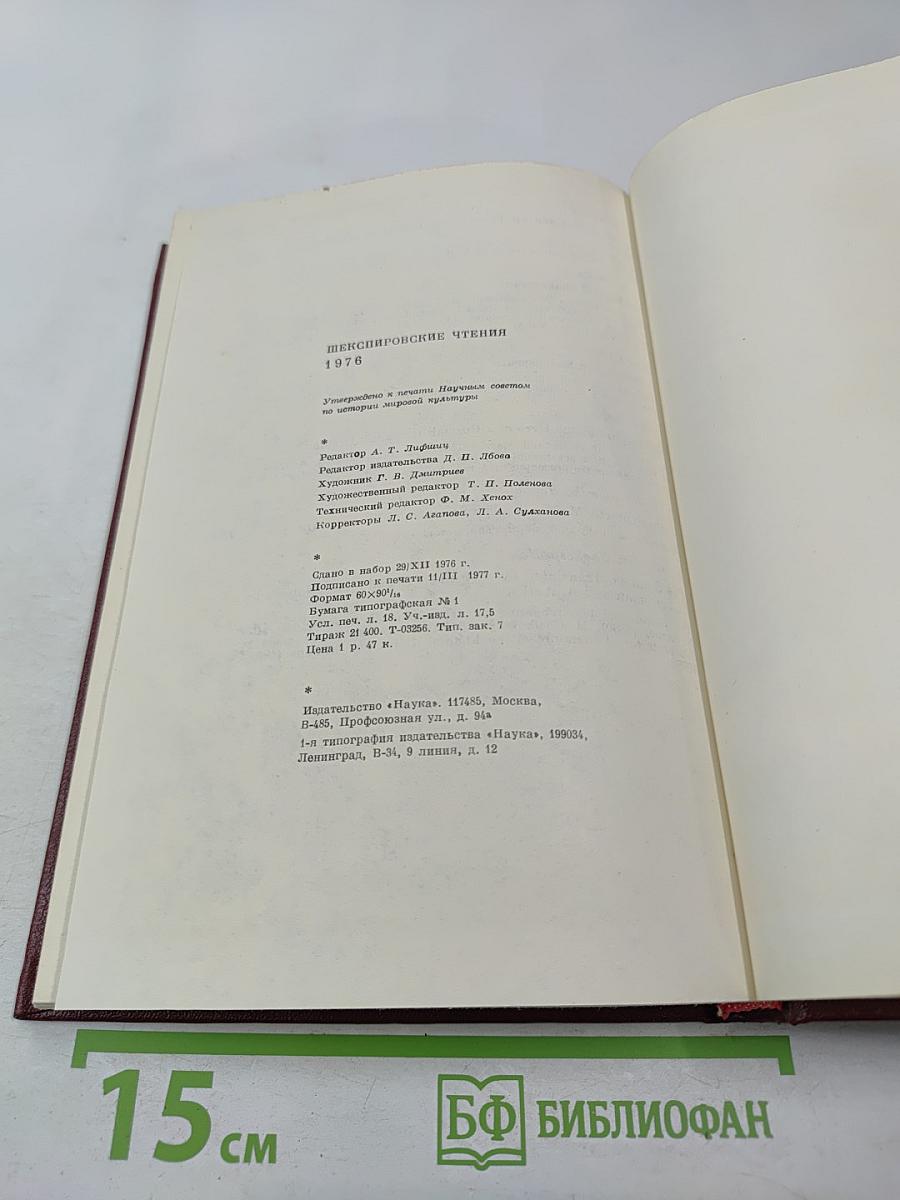 ШЕКСПИРОВСКИЕ ЧТЕНИЯ
1976
Утверждено к печати Научным советом
по истории мировой культуры
*
Редактор А. Т. Лифшиц
Редактор издательства Д. П. Лбова
Художник Г. В. Дмитриев
Художественный редактор Т. П. Поленова
Технический редактор Ф. М. Хенох
Корректоры Л. С. Агапова, Л. А. Сулханова
*
Сдано в набор 29/XII 1976 г.
Подписано к печати 11/III 1977 г.
Формат 60×90¹/₁₆
Бумага типографская № 1
Усл. печ. л. 18. Уч.-изд. л. 17,5
Тираж 21 400. Т-03256. Тип. зак. 7
Цена 1 р. 47 к.
*
Издательство «Наука». 117485, Москва,
В-485, Профсоюзная ул., д. 94а
1-я типография издательства «Наука», 199034,
Ленинград, В-34, 9 линия, д. 12
15 см
БФ БИБЛИОФАН